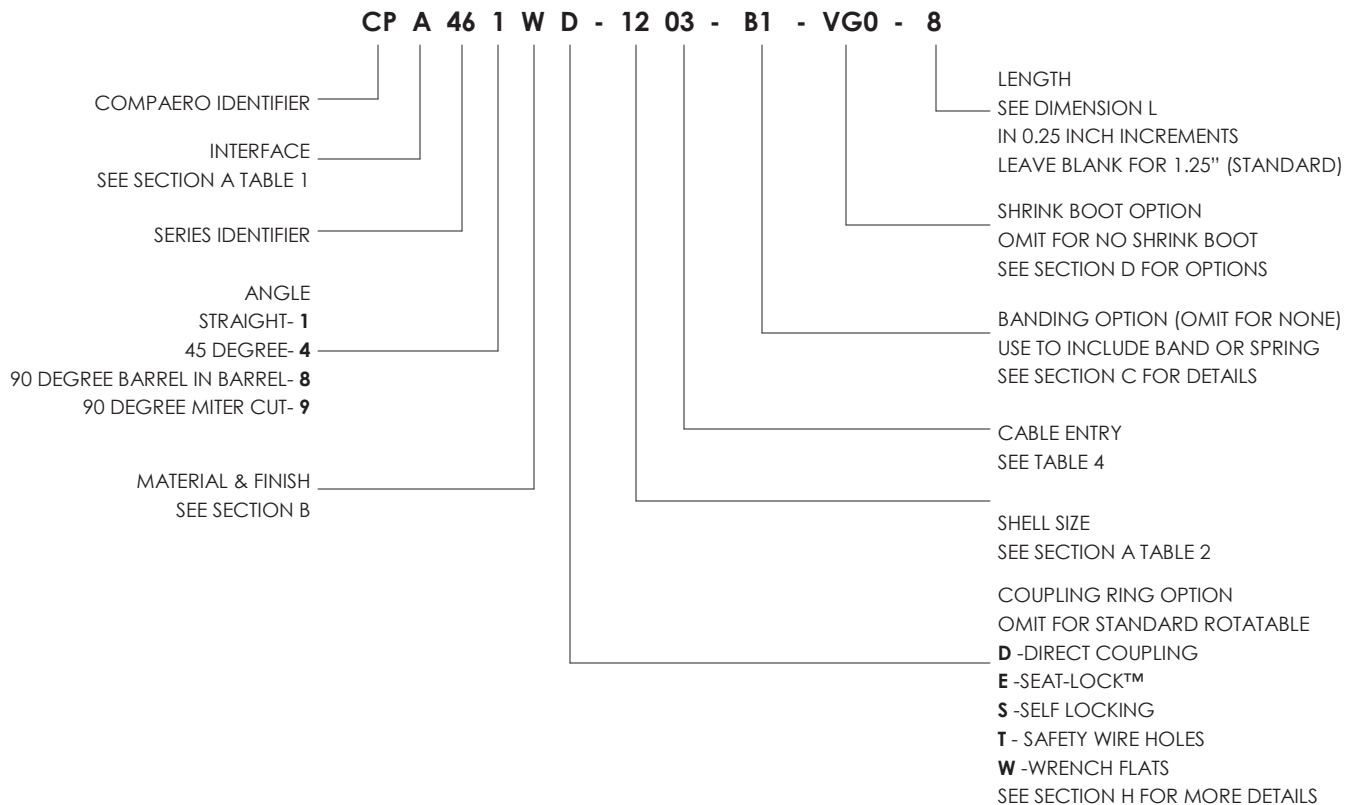 CP A 46 1 W D - 12 03 - B1 - VG0 - 8
COMPAERO IDENTIFIER
INTERFACE
SEE SECTION A TABLE 1
SERIES IDENTIFIER
ANGLE
STRAIGHT- 1
45 DEGREE- 4
90 DEGREE BARREL IN BARREL- 8
90 DEGREE MITER CUT- 9
MATERIAL & FINISH
SEE SECTION B
LENGTH
SEE DIMENSION L
IN 0.25 INCH INCREMENTS
LEAVE BLANK FOR 1.25” (STANDARD)
SHRINK BOOT OPTION
OMIT FOR NO SHRINK BOOT
SEE SECTION D FOR OPTIONS
BANDING OPTION (OMIT FOR NONE)
USE TO INCLUDE BAND OR SPRING
SEE SECTION C FOR DETAILS
CABLE ENTRY
SEE TABLE 4
SHELL SIZE
SEE SECTION A TABLE 2
COUPLING RING OPTION
OMIT FOR STANDARD ROTATABLE
D -DIRECT COUPLING
E -SEAT-LOCK™
S -SELF LOCKING
T - SAFETY WIRE HOLES
W -WRENCH FLATS
SEE SECTION H FOR MORE DETAILS